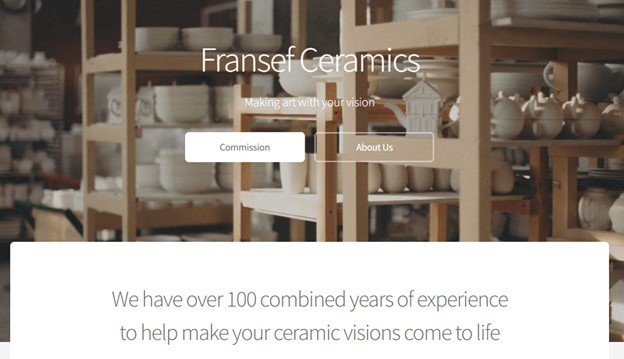 Fransef Ceramics
Making art with your vision
Commission
About Us
We have over 100 combined years of experience
to help make your ceramic visions come to life